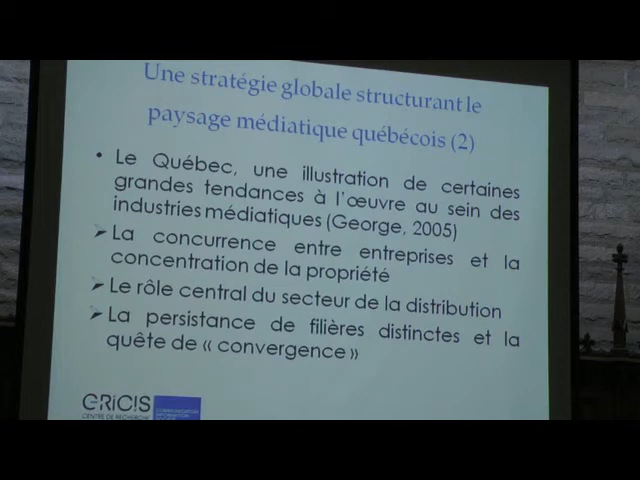 Une stratégie globale structurant le
paysage médiatique québécois (2)
• Le Québec, une illustration de certaines
grandes tendances à l'œuvre au sein des
industries médiatiques (George, 2005)
➢ La concurrence entre entreprises et la
concentration de la propriété
➢ Le rôle central du secteur de la distribution
➢ La persistance de filières distinctes et la
quête de « convergence »
GRICIS
CENTRE DE RECHERCHE
COMMUNICATION
INFORMATION